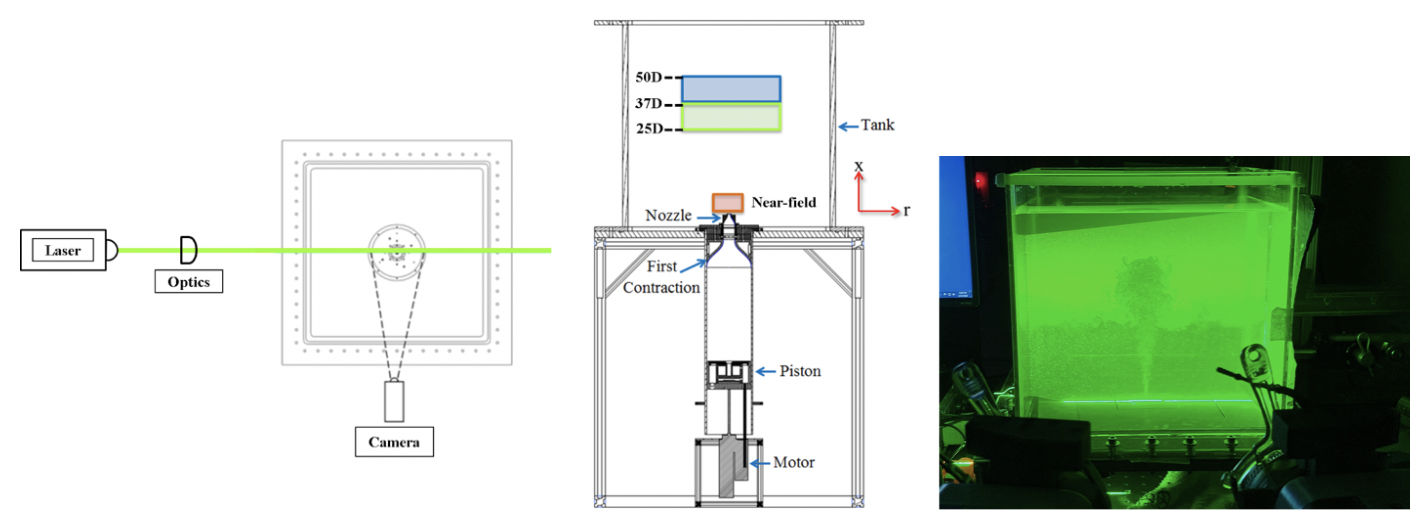 Laser
Optics
Camera
50D
37D
25D
Tank
x
r
Near-field
Nozzle
First
Contraction
Piston
Motor